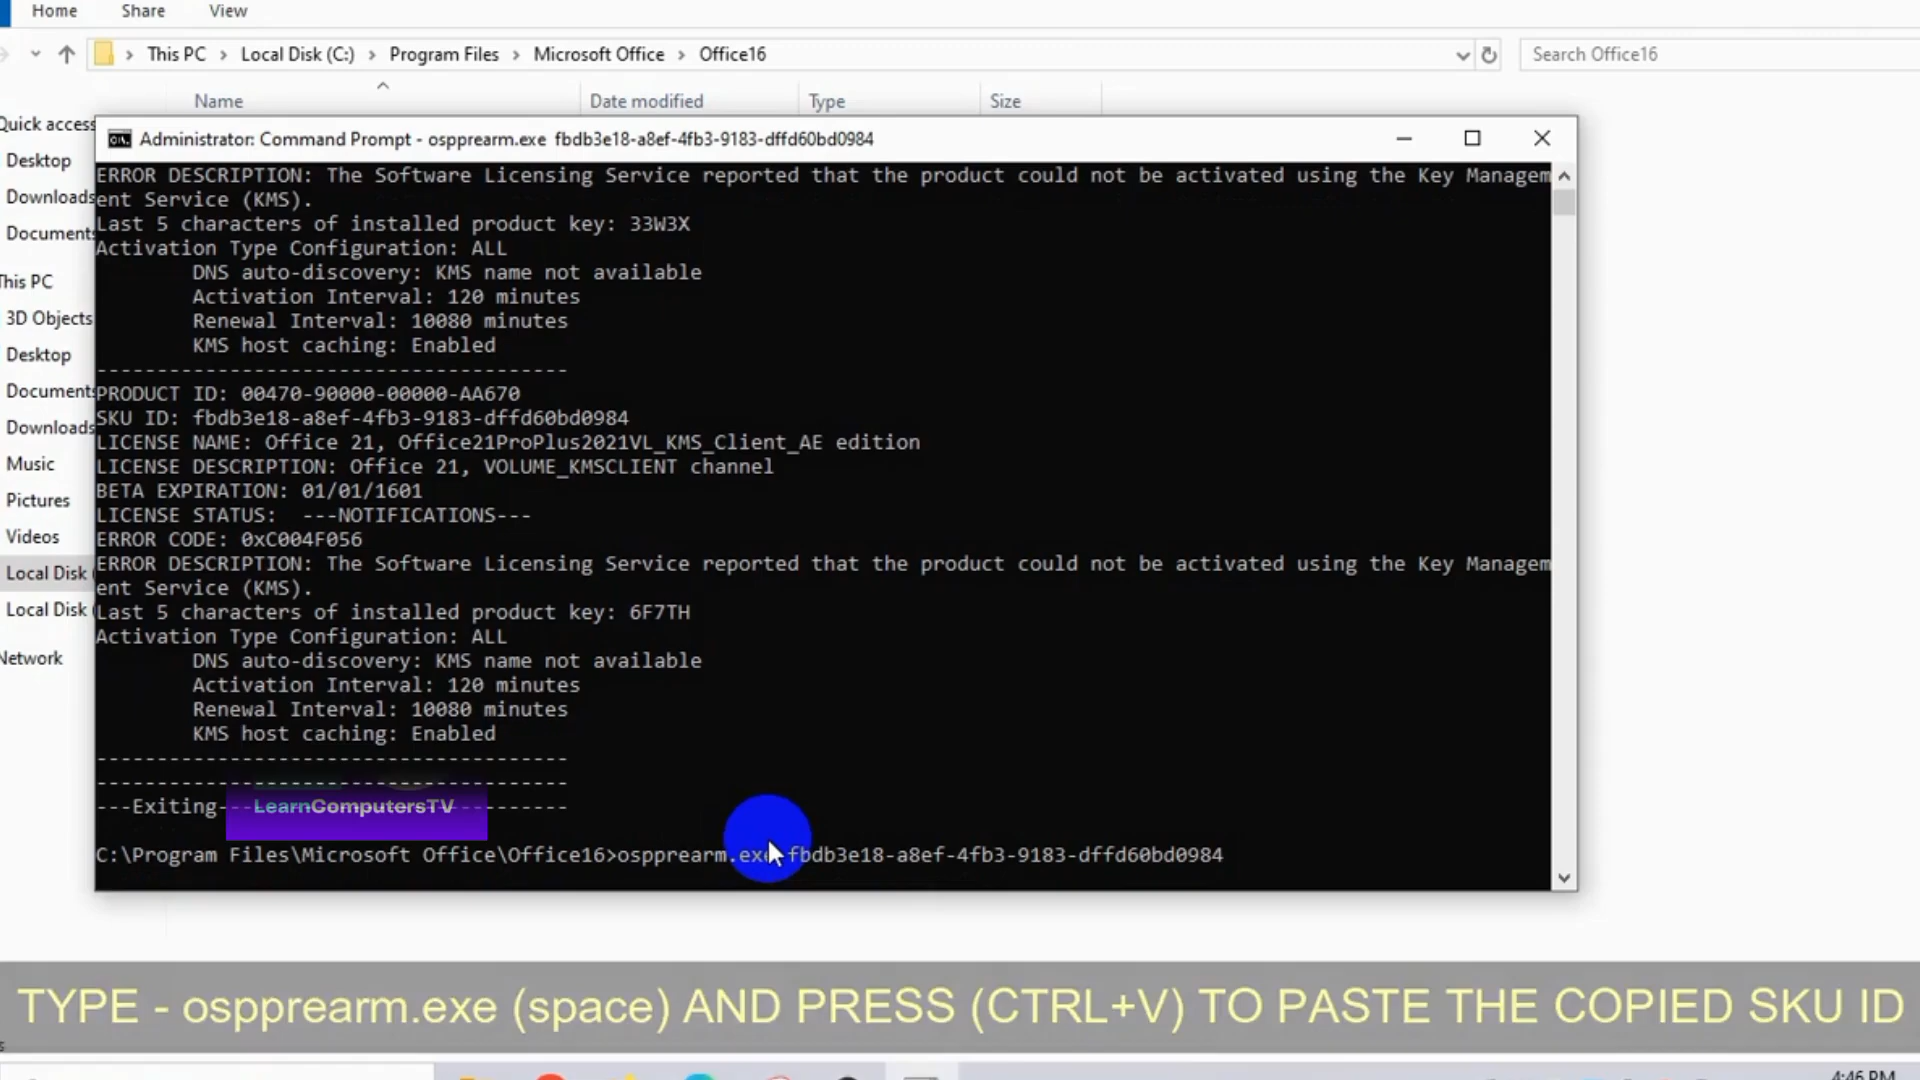 Home Share View
This PC > Local Disk (C:) > Program Files > Microsoft Office > Office16
Search Office16
Name Date modified Type Size
Quick access
Desktop
Downloads
Documents
This PC
3D Objects
Desktop
Documents
Downloads
Music
Pictures
Videos
Local Disk (
Local Disk (
Network
Administrator: Command Prompt - ospprearm.exe fbdb3e18-a8ef-4fb3-9183-dffd60bd0984
ERROR DESCRIPTION: The Software Licensing Service reported that the product could not be activated using the Key Managem
ent Service (KMS).
Last 5 characters of installed product key: 33W3X
Activation Type Configuration: ALL
DNS auto-discovery: KMS name not available
Activation Interval: 120 minutes
Renewal Interval: 10080 minutes
KMS host caching: Enabled
---------------------------------------
PRODUCT ID: 00470-90000-00000-AA670
SKU ID: fbdb3e18-a8ef-4fb3-9183-dffd60bd0984
LICENSE NAME: Office 21, Office21ProPlus2021VL_KMS_Client_AE edition
LICENSE DESCRIPTION: Office 21, VOLUME_KMSCLIENT channel
BETA EXPIRATION: 01/01/1601
LICENSE STATUS: ---NOTIFICATIONS---
ERROR CODE: 0xC004F056
ERROR DESCRIPTION: The Software Licensing Service reported that the product could not be activated using the Key Managem
ent Service (KMS).
Last 5 characters of installed product key: 6F7TH
Activation Type Configuration: ALL
DNS auto-discovery: KMS name not available
Activation Interval: 120 minutes
Renewal Interval: 10080 minutes
KMS host caching: Enabled
---------------------------------------
---------------------------------------
---Exiting-----------------------------
LearnComputersTV
C:\Program Files\Microsoft Office\Office16>ospprearm.exe fbdb3e18-a8ef-4fb3-9183-dffd60bd0984
TYPE - ospprearm.exe (space) AND PRESS (CTRL+V) TO PASTE THE COPIED SKU ID
4:46 PM